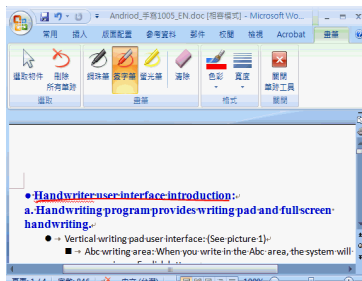 Andriod_手寫1005_EN.doc [相容模式] - Microsoft Wo...
常用 插入 版面配置 參考資料 郵件 校閱 檢視 Acrobat 畫筆
選取物件 刪除所有筆跡 鋼珠筆 簽字筆 螢光筆 清除 色彩 寬度 關閉筆跡工具
選取 畫筆 格式 關閉
Handwriter user interface introduction:
a. Handwriting program provides writing pad and full screen
handwriting.
Vertical writing pad user interface: (See picture 1)
Abc writing area: When you write in the Abc area, the system will